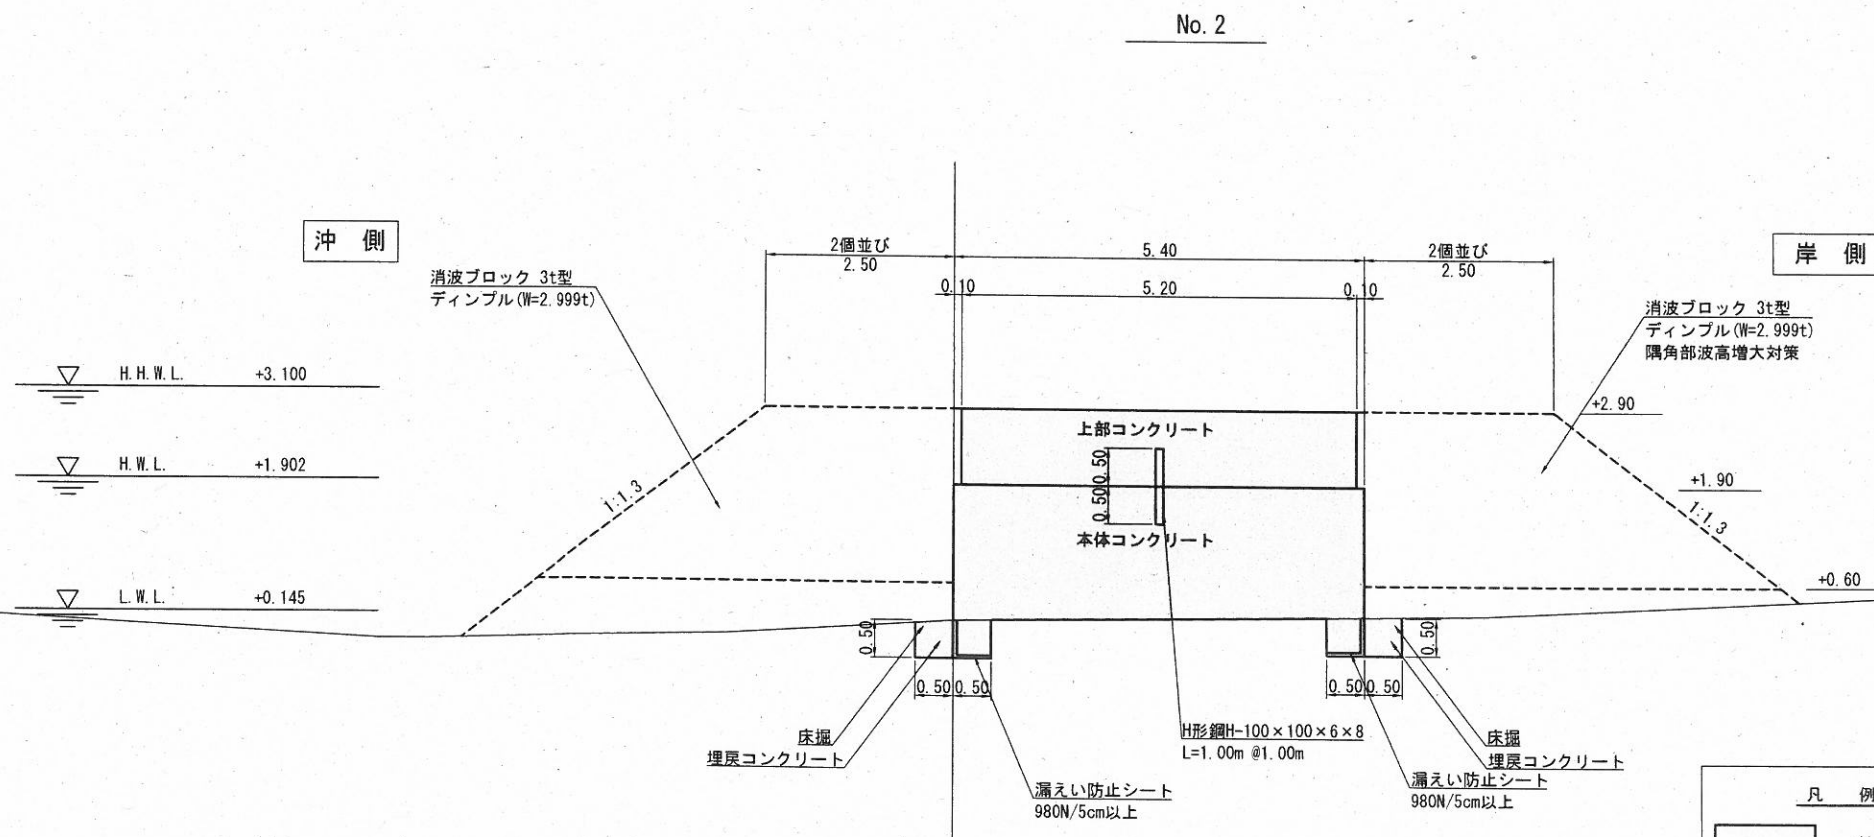 No. 2
沖 側
岸 側
2個並び
2.50
5.40
2個並び
2.50
0.10
5.20
0.10
消波ブロック 3t型
ディンプル(W=2.999t)
消波ブロック 3t型
ディンプル(W=2.999t)
隅角部波高増大対策
H.H.W.L. +3.100
+2.90
上部コンクリート
H.W.L. +1.902
0.50
0.50
+1.90
1:1.3
1:1.3
本体コンクリート
L.W.L. +0.145
+0.60
0.50
0.50
0.50 0.50
0.50 0.50
床掘
埋戻コンクリート
H形鋼H-100×100×6×8
L=1.00m @1.00m
床掘
埋戻コンクリート
漏えい防止シート
980N/5cm以上
漏えい防止シート
980N/5cm以上
凡 例